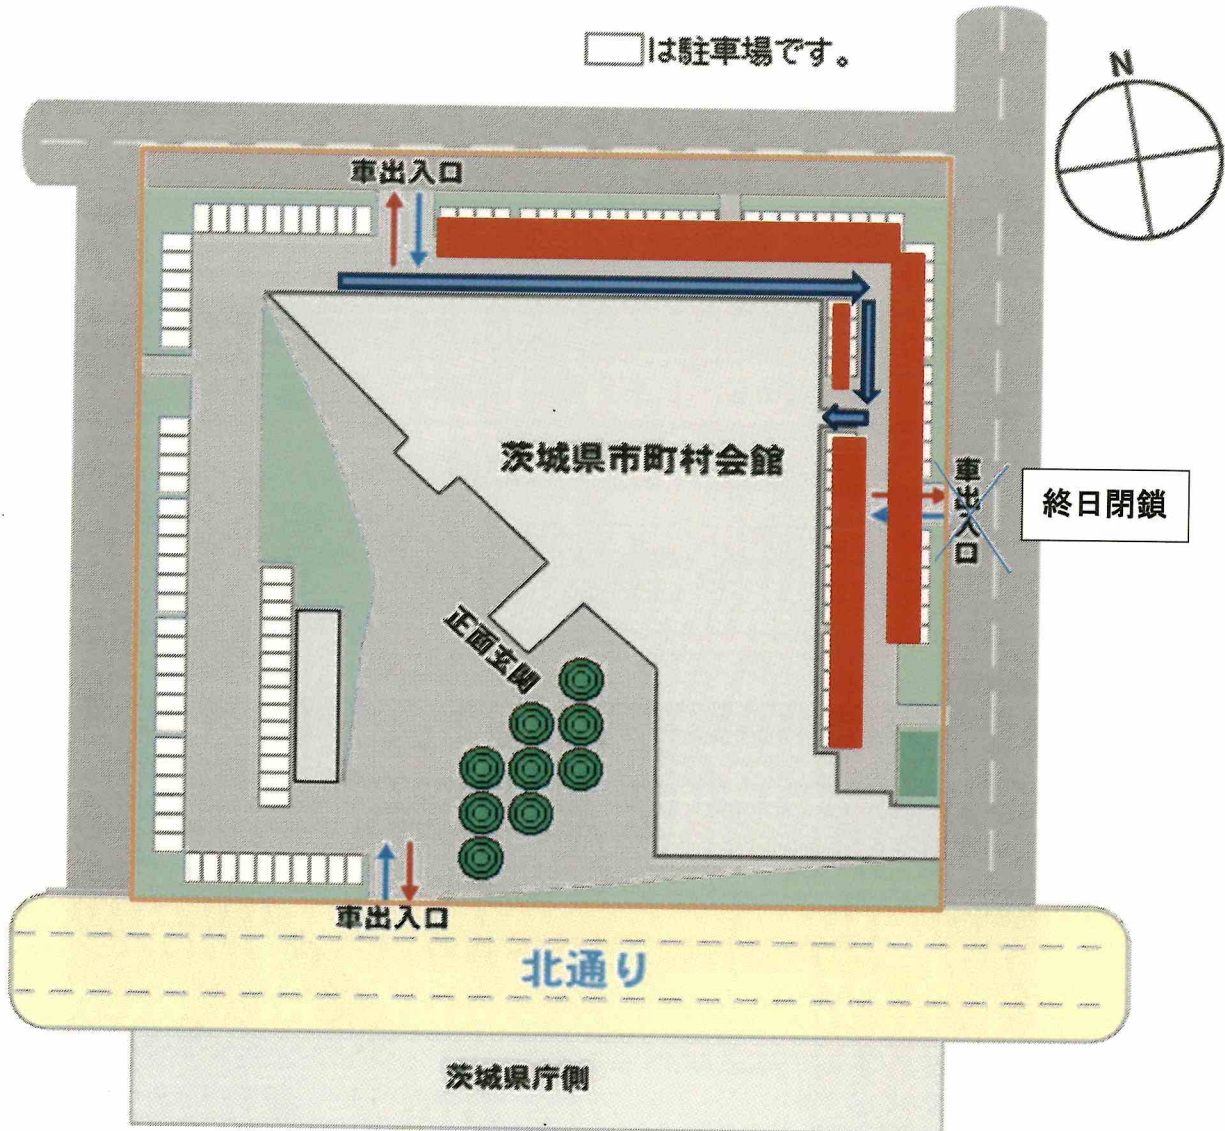 は駐車場です。
N
車出入口
茨城県市町村会館
車出入口
終日閉鎖
正面玄関
車出入口
北通り
茨城県庁側